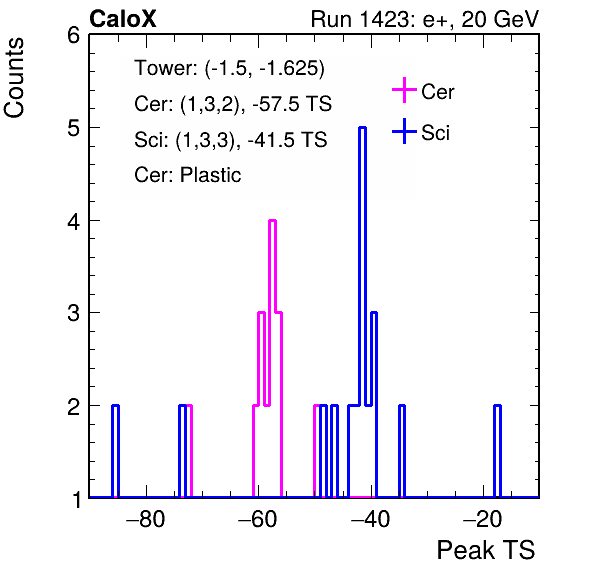 CaloX Run 1423: e+, 20 GeV
Counts
6
5
4
3
2
1
Tower: (-1.5, -1.625)
Cer: (1,3,2), -57.5 TS
Sci: (1,3,3), -41.5 TS
Cer: Plastic
Cer
Sci
−80 −60 −40 −20
Peak TS